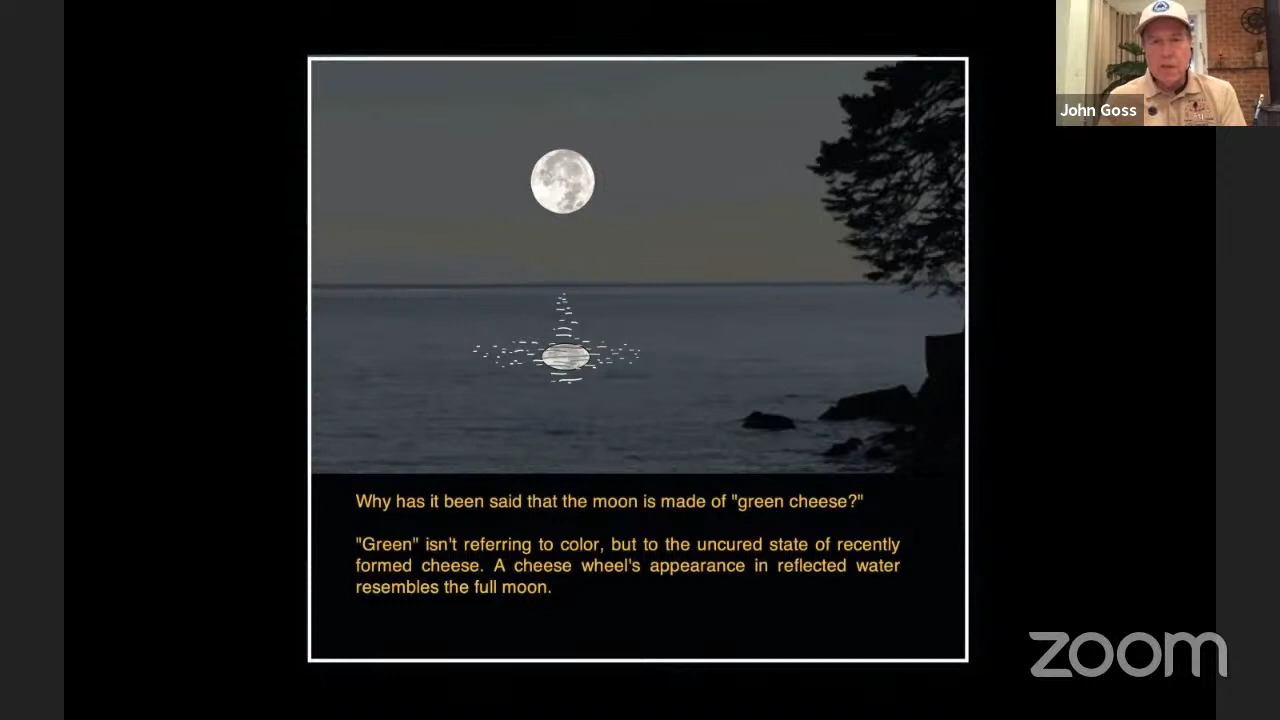 John Goss
Why has it been said that the moon is made of "green cheese?"
"Green" isn't referring to color, but to the uncured state of recently
formed cheese. A cheese wheel's appearance in reflected water
resembles the full moon.
zoom